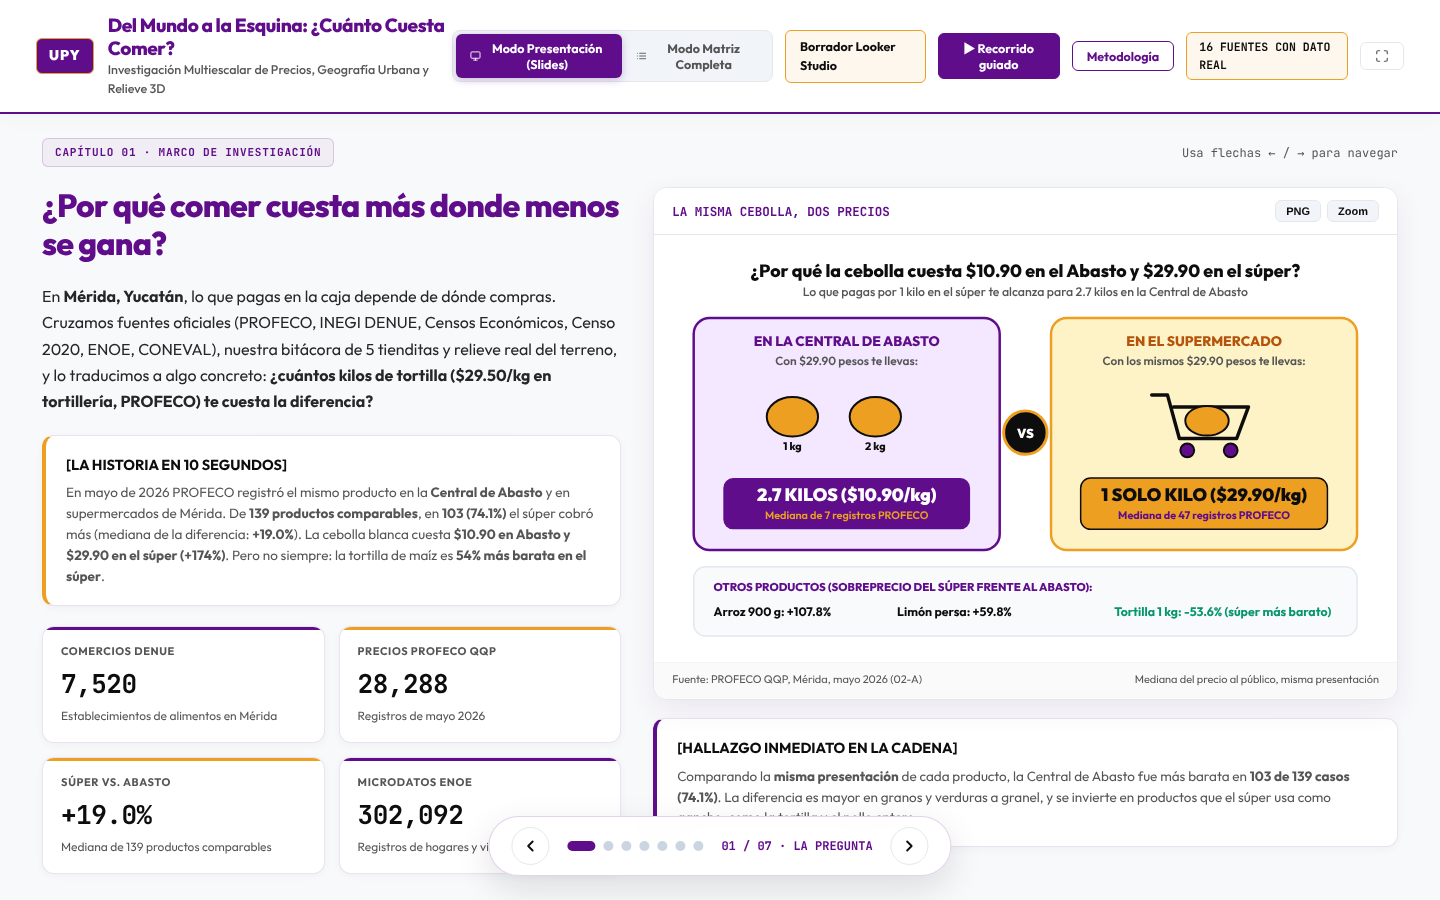 UPY
Del Mundo a la Esquina: ¿Cuánto Cuesta
Comer?
Investigación Multiescalar de Precios, Geografía Urbana y
Relieve 3D
Modo Presentación
(Slides)
Modo Matriz
Completa
Borrador Looker
Studio
▶ Recorrido
guiado
Metodología
16 FUENTES CON DATO
REAL
CAPÍTULO 01 · MARCO DE INVESTIGACIÓN
Usa flechas ← / → para navegar
¿Por qué comer cuesta más donde menos
se gana?
En Mérida, Yucatán, lo que pagas en la caja depende de dónde compras.
Cruzamos fuentes oficiales (PROFECO, INEGI DENUE, Censos Económicos, Censo
2020, ENOE, CONEVAL), nuestra bitácora de 5 tienditas y relieve real del terreno,
y lo traducimos a algo concreto: ¿cuántos kilos de tortilla ($29.50/kg en
tortillería, PROFECO) te cuesta la diferencia?
[LA HISTORIA EN 10 SEGUNDOS]
En mayo de 2026 PROFECO registró el mismo producto en la Central de Abasto y en
supermercados de Mérida. De 139 productos comparables, en 103 (74.1%) el súper cobró
más (mediana de la diferencia: +19.0%). La cebolla blanca cuesta $10.90 en Abasto y
$29.90 en el súper (+174%). Pero no siempre: la tortilla de maíz es 54% más barata en el
súper.
COMERCIOS DENUE
7,520
Establecimientos de alimentos en Mérida
PRECIOS PROFECO QQP
28,288
Registros de mayo 2026
SÚPER VS. ABASTO
+19.0%
Mediana de 139 productos comparables
MICRODATOS ENOE
302,092
Registros de hogares y vi
LA MISMA CEBOLLA, DOS PRECIOS
PNG
Zoom
¿Por qué la cebolla cuesta $10.90 en el Abasto y $29.90 en el súper?
Lo que pagas por 1 kilo en el súper te alcanza para 2.7 kilos en la Central de Abasto
EN LA CENTRAL DE ABASTO
Con $29.90 pesos te llevas:
1 kg
2 kg
2.7 KILOS ($10.90/kg)
Mediana de 7 registros PROFECO
VS
EN EL SUPERMERCADO
Con los mismos $29.90 pesos te llevas:
1 SOLO KILO ($29.90/kg)
Mediana de 47 registros PROFECO
OTROS PRODUCTOS (SOBREPRECIO DEL SÚPER FRENTE AL ABASTO):
Arroz 900 g: +107.8%
Limón persa: +59.8%
Tortilla 1 kg: -53.6% (súper más barato)
Fuente: PROFECO QQP, Mérida, mayo 2026 (02-A)
Mediana del precio al público, misma presentación
[HALLAZGO INMEDIATO EN LA CADENA]
Comparando la misma presentación de cada producto, la Central de Abasto fue más barata en 103 de 139 casos
(74.1%). La diferencia es mayor en granos y verduras a granel, y se invierte en productos que el súper usa como
01 / 07 · LA PREGUNTA